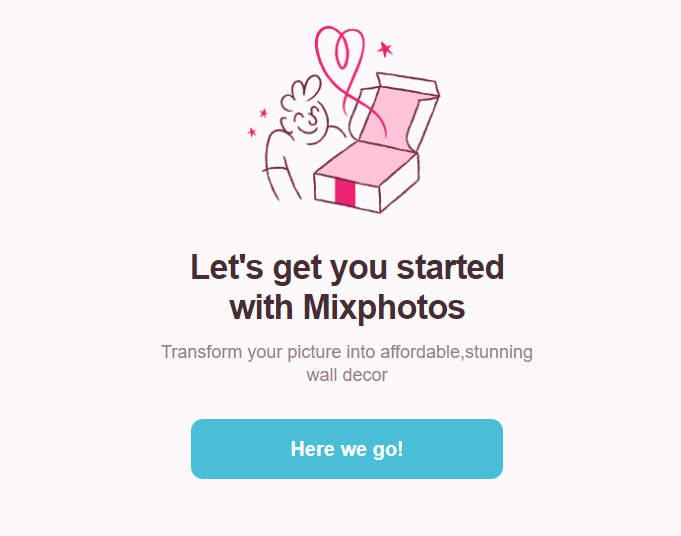 Let's get you started
with Mixphotos
Transform your picture into affordable,stunning
wall decor
Here we go!